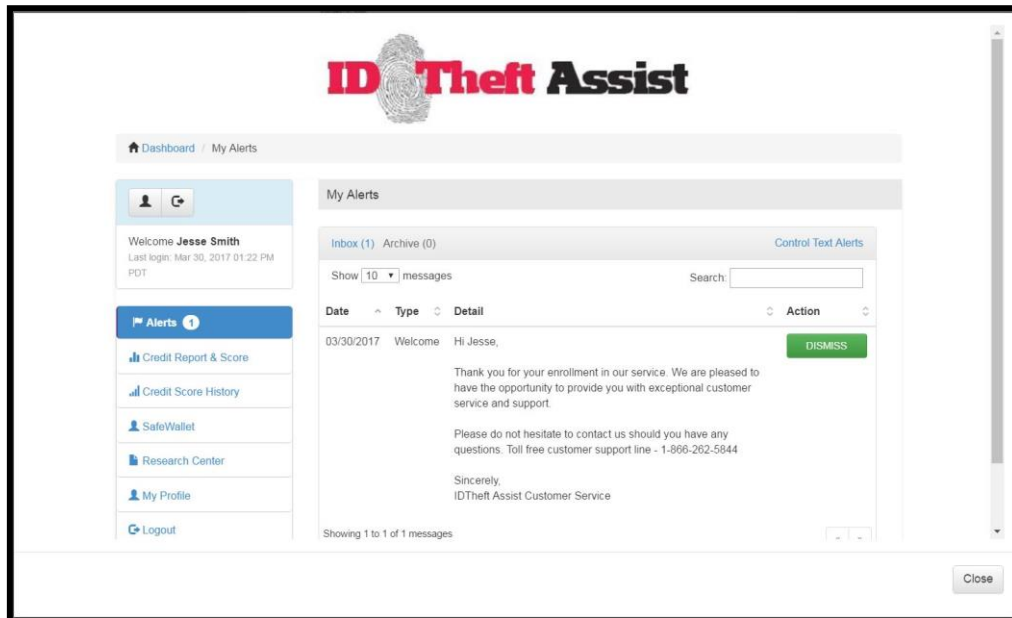 ID Theft Assist
Dashboard / My Alerts
Welcome Jesse Smith
Last login: Mar 30, 2017 01:22 PM
PDT
Alerts 1
Credit Report & Score
Credit Score History
SafeWallet
Research Center
My Profile
Logout
My Alerts
Inbox (1) Archive (0) Control Text Alerts
Show 10 messages Search:
Date Type Detail Action
03/30/2017 Welcome Hi Jesse, DISMISS
Thank you for your enrollment in our service. We are pleased to
have the opportunity to provide you with exceptional customer
service and support.
Please do not hesitate to contact us should you have any
questions. Toll free customer support line - 1-866-262-5844
Sincerely,
IDTheft Assist Customer Service
Showing 1 to 1 of 1 messages
Close